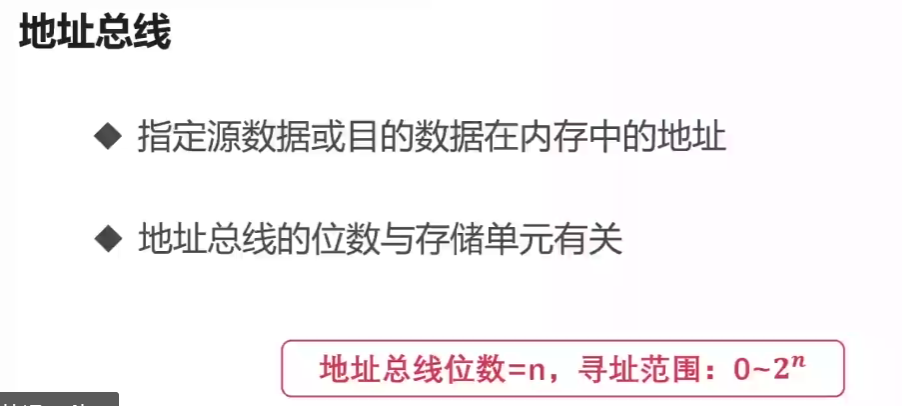 地址总线
◆ 指定源数据或目的数据在内存中的地址
◆ 地址总线的位数与存储单元有关
地址总线位数=n，寻址范围：0~2ⁿ